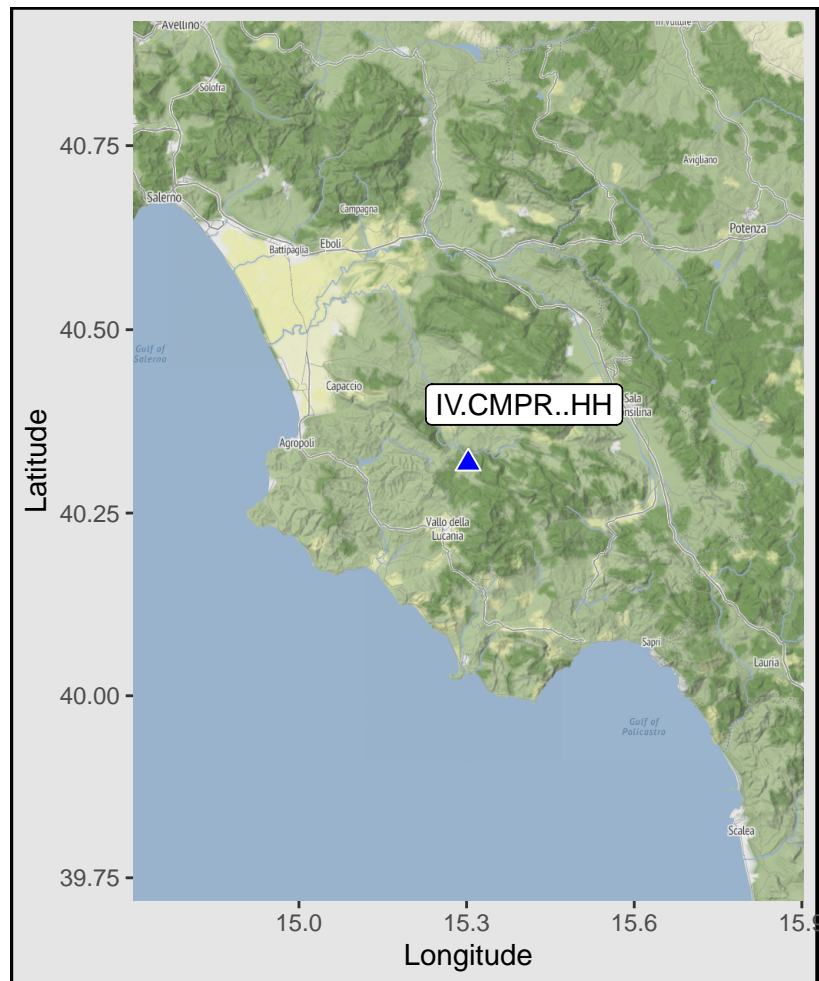 Avellino
Solofra
40.75
Avigliano
Salerno
Campagna
Potenza
Battipaglia
Eboli
40.50
Gulf of
Salerno
Capaccio
IV.CMPR..HH
Sala
Agropoli
Latitude
40.25
Vallo della
Lucania
Sapri
Lauria
40.00
Gulf of
Policastro
Scalea
39.75
15.0
15.3
15.6
15.9
Longitude